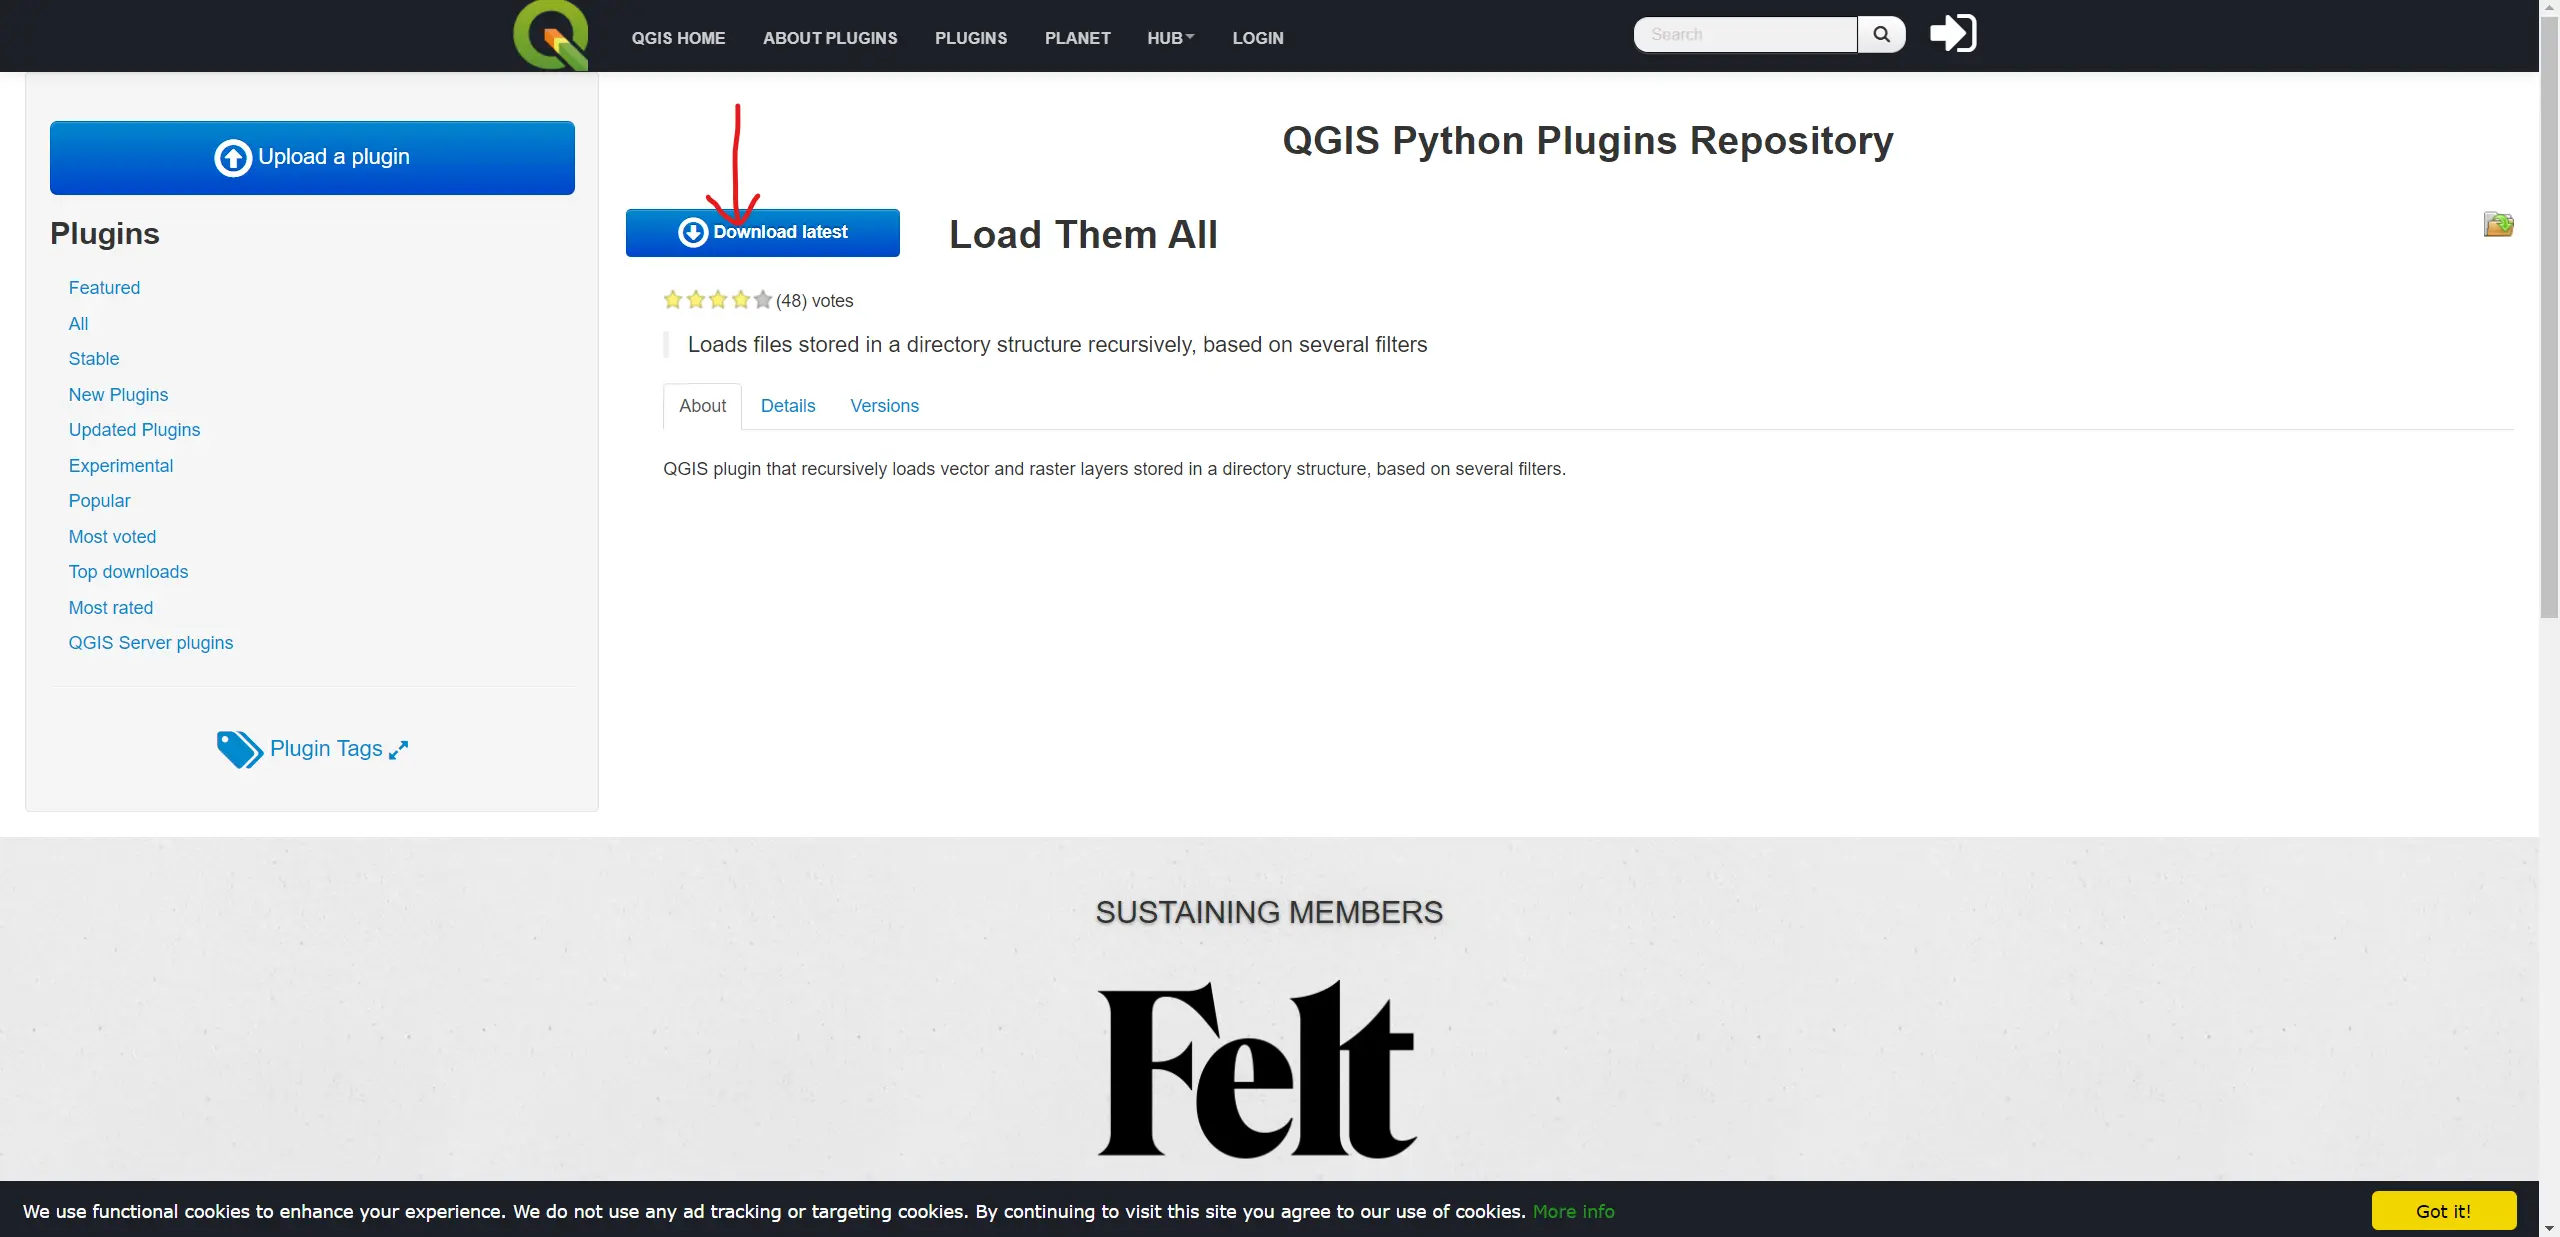 QGIS HOME ABOUT PLUGINS PLUGINS PLANET HUB LOGIN Search
Upload a plugin
Plugins
Featured
All
Stable
New Plugins
Updated Plugins
Experimental
Popular
Most voted
Top downloads
Most rated
QGIS Server plugins
Plugin Tags
QGIS Python Plugins Repository
Download latest Load Them All
(48) votes
Loads files stored in a directory structure recursively, based on several filters
About Details Versions
QGIS plugin that recursively loads vector and raster layers stored in a directory structure, based on several filters.
SUSTAINING MEMBERS
Felt
We use functional cookies to enhance your experience. We do not use any ad tracking or targeting cookies. By continuing to visit this site you agree to our use of cookies. More info Got it!